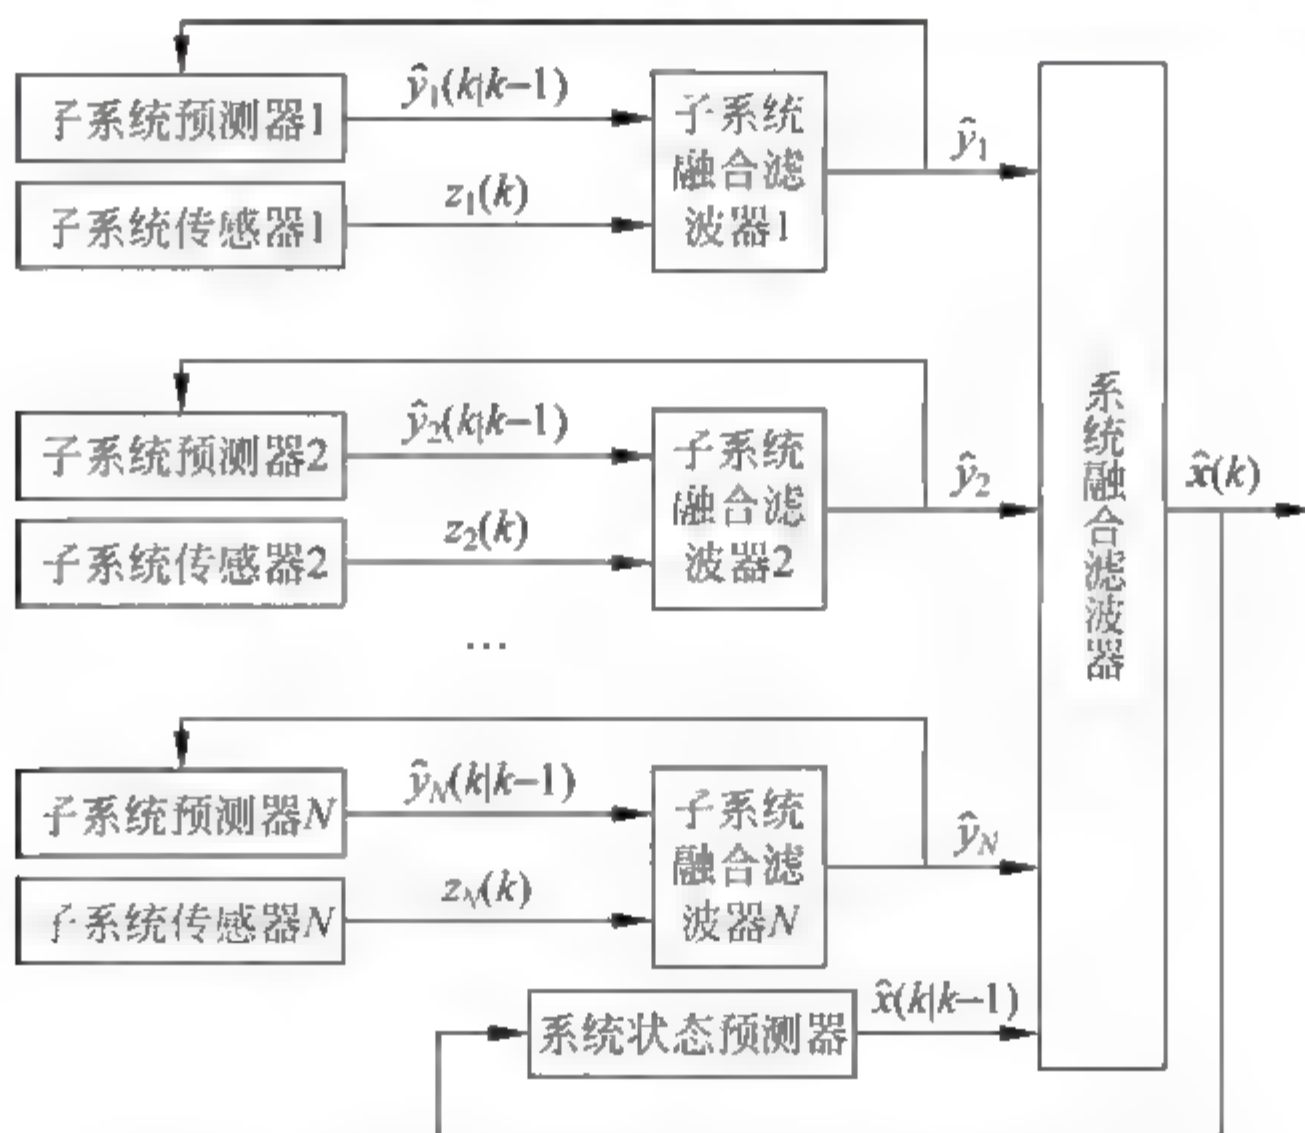 子系统预测器1
ŷ₁(k|k−1)
子系统传感器1
z₁(k)
子系统
融合滤
波器1
ŷ₁
子系统预测器2
ŷ₂(k|k−1)
子系统传感器2
z₂(k)
子系统
融合滤
波器2
ŷ₂
…
子系统预测器N
ŷN(k|k−1)
子系统传感器N
zN(k)
子系统
融合滤
波器N
ŷN
系统状态预测器
x̂(k|k−1)
系统融合滤波器
x̂(k)